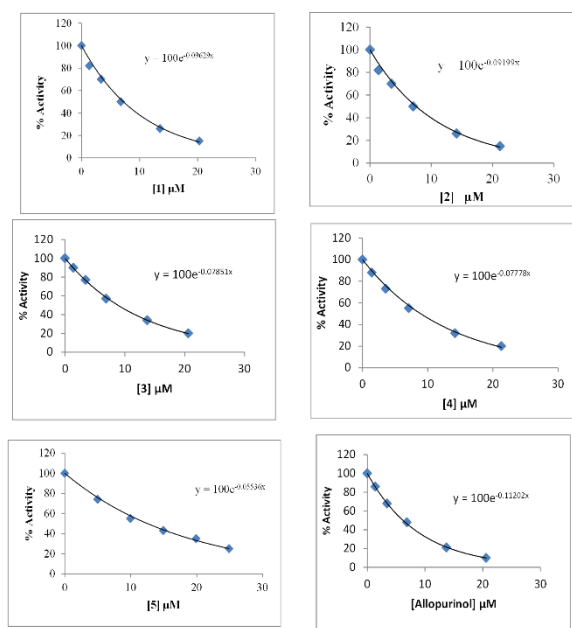 120
100
80
60
40
20
0
% Activity
y = 100e^-0.09629x
0 10 20 30
[1] µM
120
100
80
60
40
20
0
% Activity
y = 100e^-0.09199x
0 10 20 30
[2] µM
120
100
80
60
40
20
0
% Activity
y = 100e^-0.07851x
0 10 20 30
[3] µM
120
100
80
60
40
20
0
% Activity
y = 100e^-0.07778x
0 10 20 30
[4] µM
120
100
80
60
40
20
0
% Activity
y = 100e^-0.05536x
0 10 20 30
[5] µM
120
100
80
60
40
20
0
% Activity
y = 100e^-0.11202x
0 10 20 30
[Allopurinol] µM